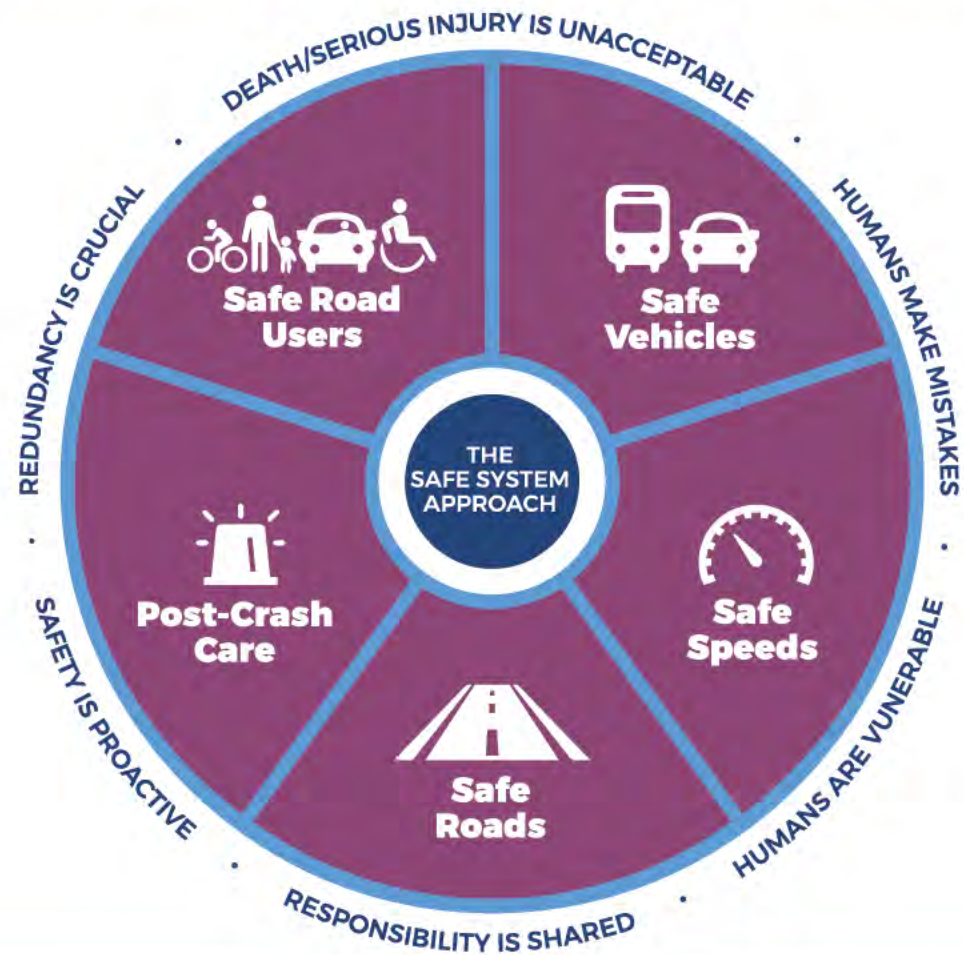 DEATH/SERIOUS INJURY IS UNACCEPTABLE
HUMANS MAKE MISTAKES
HUMANS ARE VUNERABLE
RESPONSIBILITY IS SHARED
SAFETY IS PROACTIVE
REDUNDANCY IS CRUCIAL
Safe Road
Users
Safe
Vehicles
Safe
Speeds
Safe
Roads
Post-Crash
Care
THE
SAFE SYSTEM
APPROACH